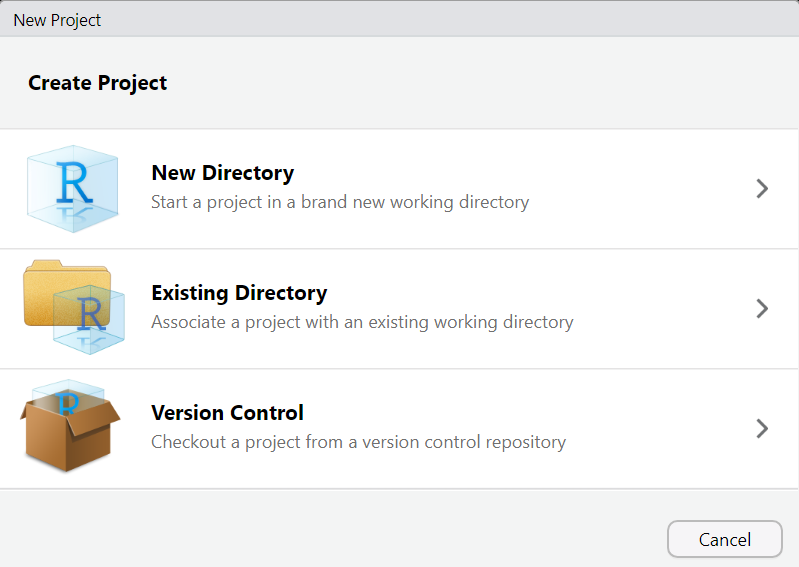 New Project
Create Project
R
New Directory
Start a project in a brand new working directory
R
Existing Directory
Associate a project with an existing working directory
R
Version Control
Checkout a project from a version control repository
Cancel